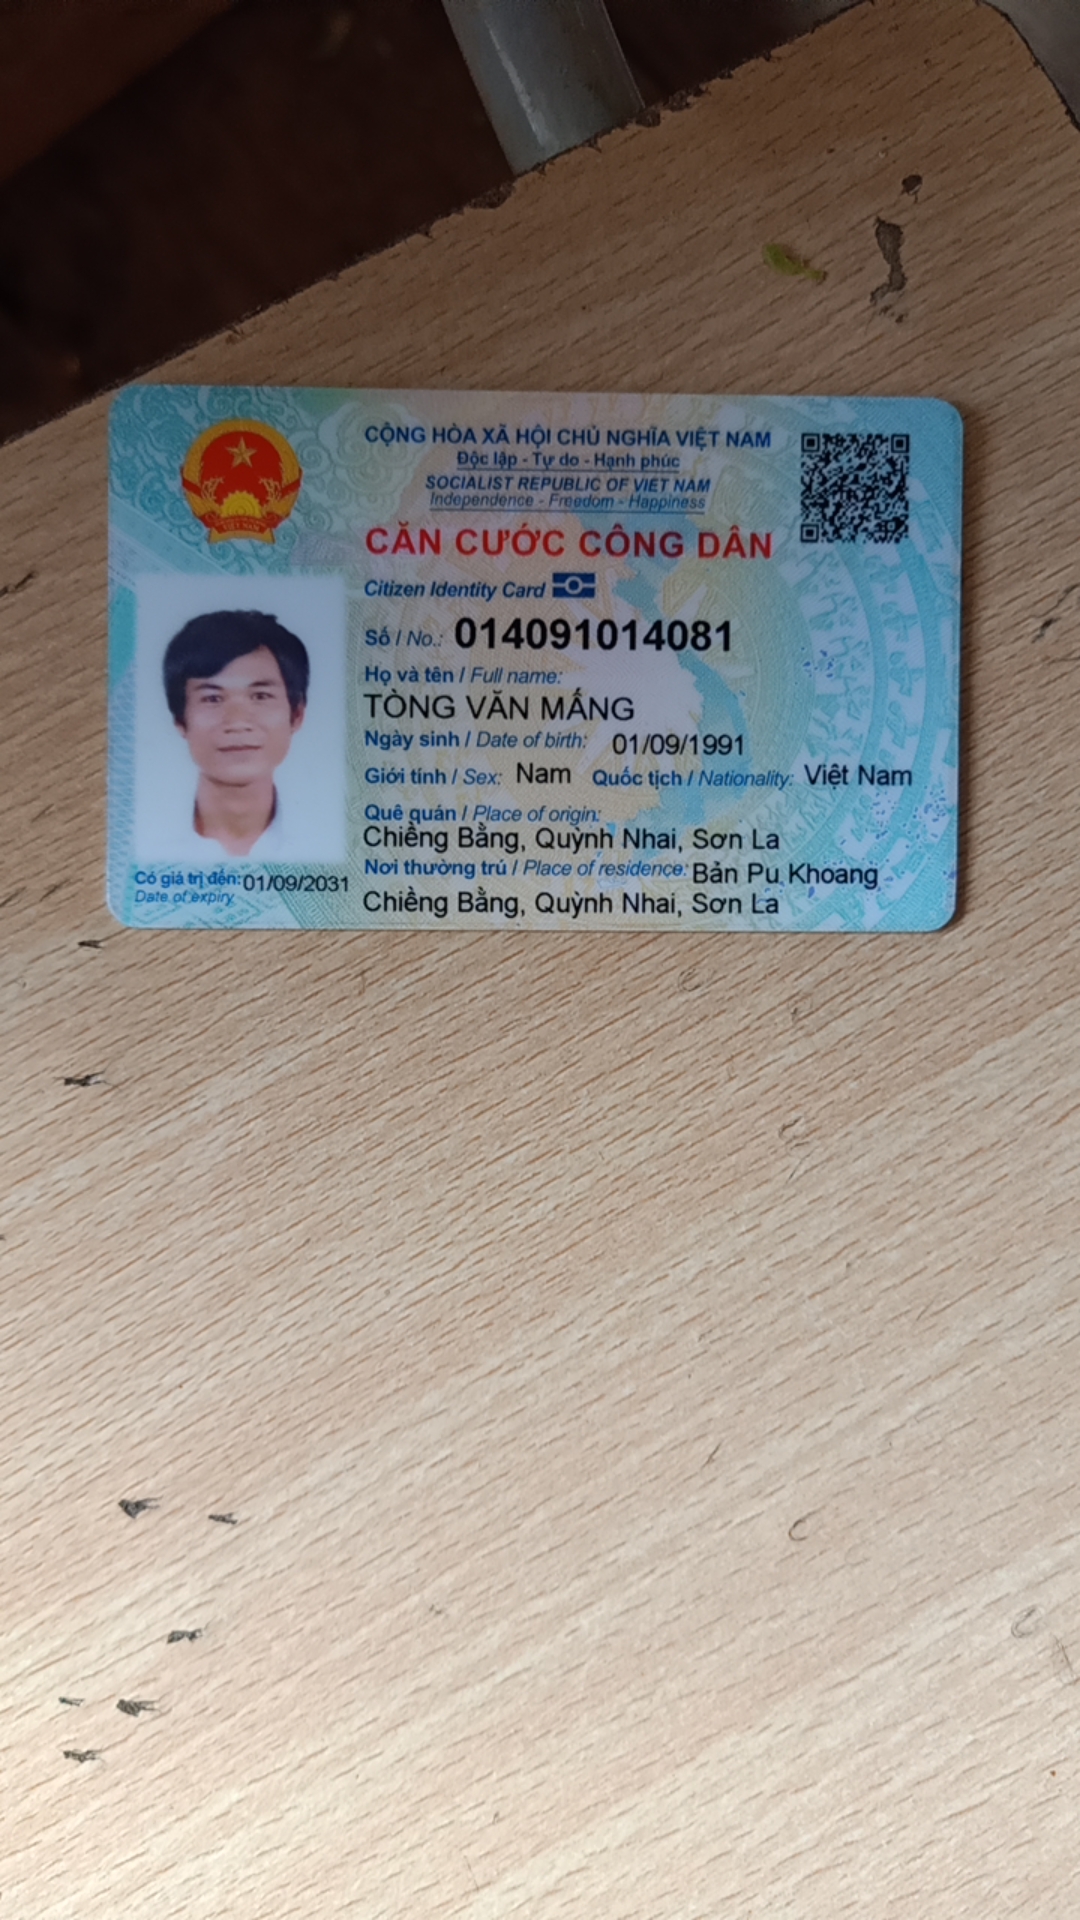 CỘNG HÒA XÃ HỘI CHỦ NGHĨA VIỆT NAM
Độc lập - Tự do - Hạnh phúc
SOCIALIST REPUBLIC OF VIET NAM
Independence - Freedom - Happiness
CĂN CƯỚC CÔNG DÂN
Citizen Identity Card
Số / No.: 014091014081
Họ và tên / Full name:
TÒNG VĂN MẤNG
Ngày sinh / Date of birth: 01/09/1991
Giới tính / Sex: Nam Quốc tịch / Nationality: Việt Nam
Quê quán / Place of origin:
Chiềng Bằng, Quỳnh Nhai, Sơn La
Nơi thường trú / Place of residence: Bản Pu Khoang
Chiềng Bằng, Quỳnh Nhai, Sơn La
Có giá trị đến: 01/09/2031
Date of expiry